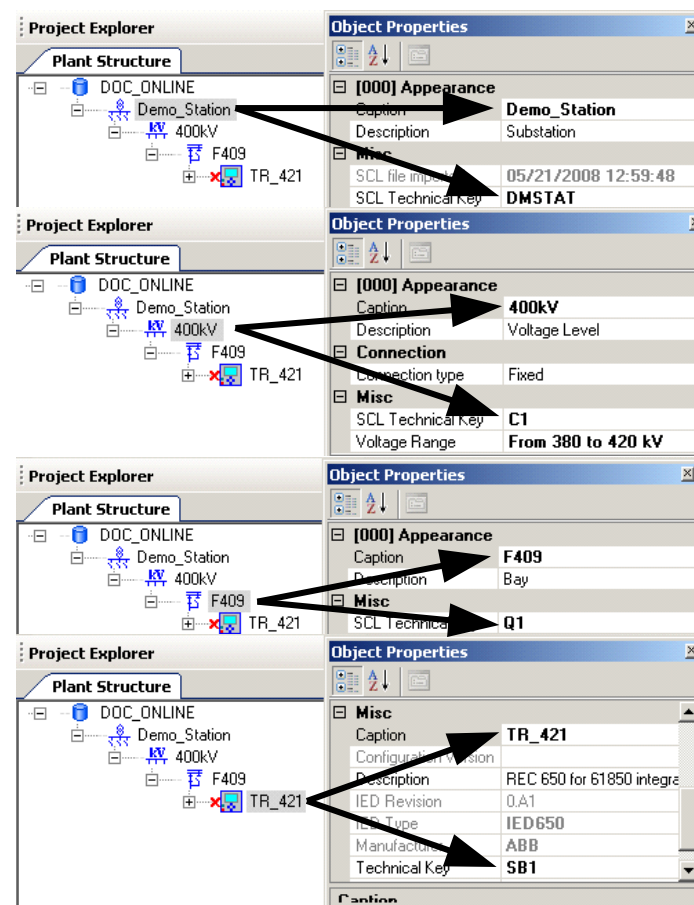 Project Explorer
Plant Structure
DOC_ONLINE
Demo_Station
400kV
F409
TR_421
Object Properties
[000] Appearance
Caption Demo_Station
Description Substation
Misc
SCL file 05/21/2008 12:59:48
SCL Technical Key DMSTAT
Project Explorer
Plant Structure
DOC_ONLINE
Demo_Station
400kV
F409
TR_421
Object Properties
[000] Appearance
Caption 400kV
Description Voltage Level
Connection
Connection type Fixed
Misc
SCL Technical Key C1
Voltage Range From 380 to 420 kV
Project Explorer
Plant Structure
DOC_ONLINE
Demo_Station
400kV
F409
TR_421
Object Properties
[000] Appearance
Caption F409
Description Bay
Misc
SCL Technical Q1
Project Explorer
Plant Structure
DOC_ONLINE
Demo_Station
400kV
F409
TR_421
Object Properties
Misc
Caption TR_421
Configuration Version
Description REC 650 for 61850 integra
IED Revision 0.A1
IED Type IED650
Manufacturer ABB
Technical Key SB1
Caption